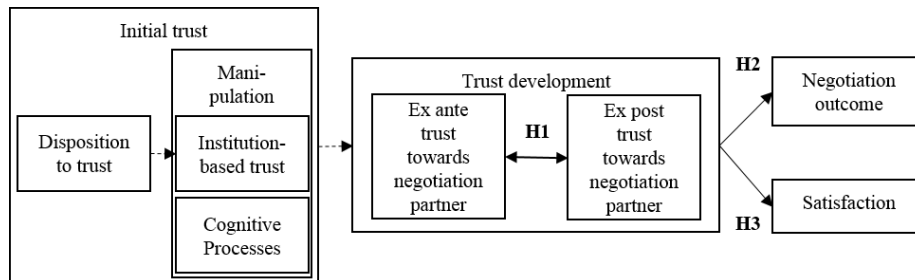 Initial trust
Mani-
pulation
Disposition
to trust
Institution-
based trust
Cognitive
Processes
Trust development
Ex ante
trust
towards
negotiation
partner
H1
Ex post
trust
towards
negotiation
partner
H2
Negotiation
outcome
H3
Satisfaction